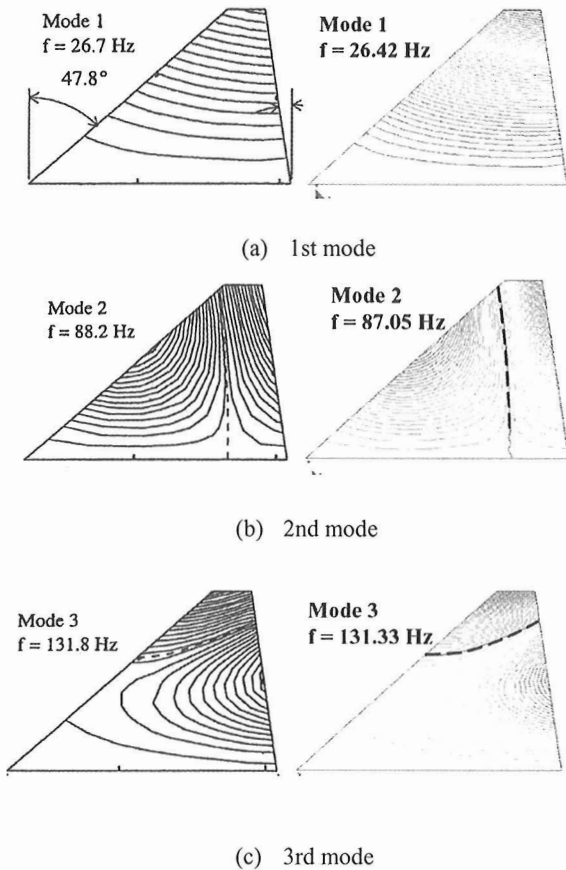 Mode 1
f = 26.7 Hz
47.8°
Mode 1
f = 26.42 Hz
(a) 1st mode
Mode 2
f = 88.2 Hz
Mode 2
f = 87.05 Hz
(b) 2nd mode
Mode 3
f = 131.8 Hz
Mode 3
f = 131.33 Hz
(c) 3rd mode